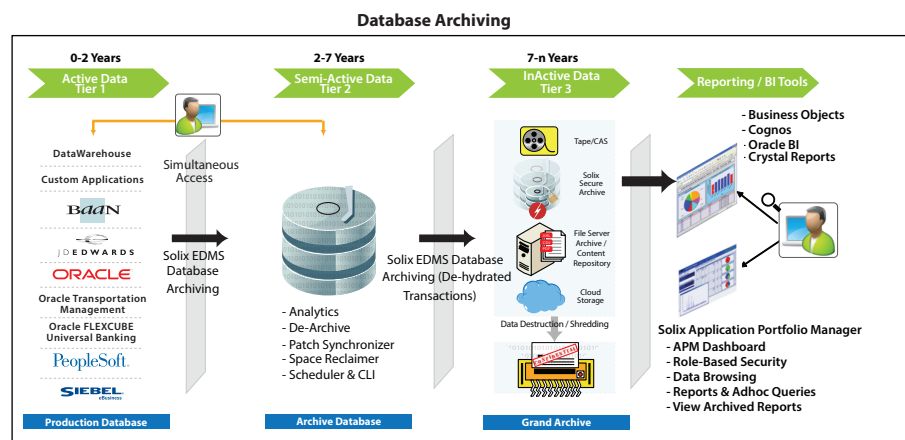 Database Archiving
0-2 Years
Active Data
Tier 1
DataWarehouse
Custom Applications
BaaN
JDEDWARDS
ORACLE
Oracle Transportation
Management
Oracle FLEXCUBE
Universal Banking
PeopleSoft.
SIEBEL
eBusiness
Production Database
Simultaneous
Access
Solix EDMS
Database
Archiving
2-7 Years
Semi-Active Data
Tier 2
- Analytics
- De-Archive
- Patch Synchronizer
- Space Reclaimer
- Scheduler & CLI
Archive Database
Solix EDMS Database
Archiving (De-hydrated
Transactions)
7-n Years
InActive Data
Tier 3
Tape/CAS
Solix
Secure
Archive
File Server
Archive /
Content
Repository
Cloud
Storage
Data Destruction / Shredding
Confidential
Grand Archive
Reporting / BI Tools
- Business Objects
- Cognos
- Oracle BI
- Crystal Reports
Solix Application Portfolio Manager
- APM Dashboard
- Role-Based Security
- Data Browsing
- Reports & Adhoc Queries
- View Archived Reports